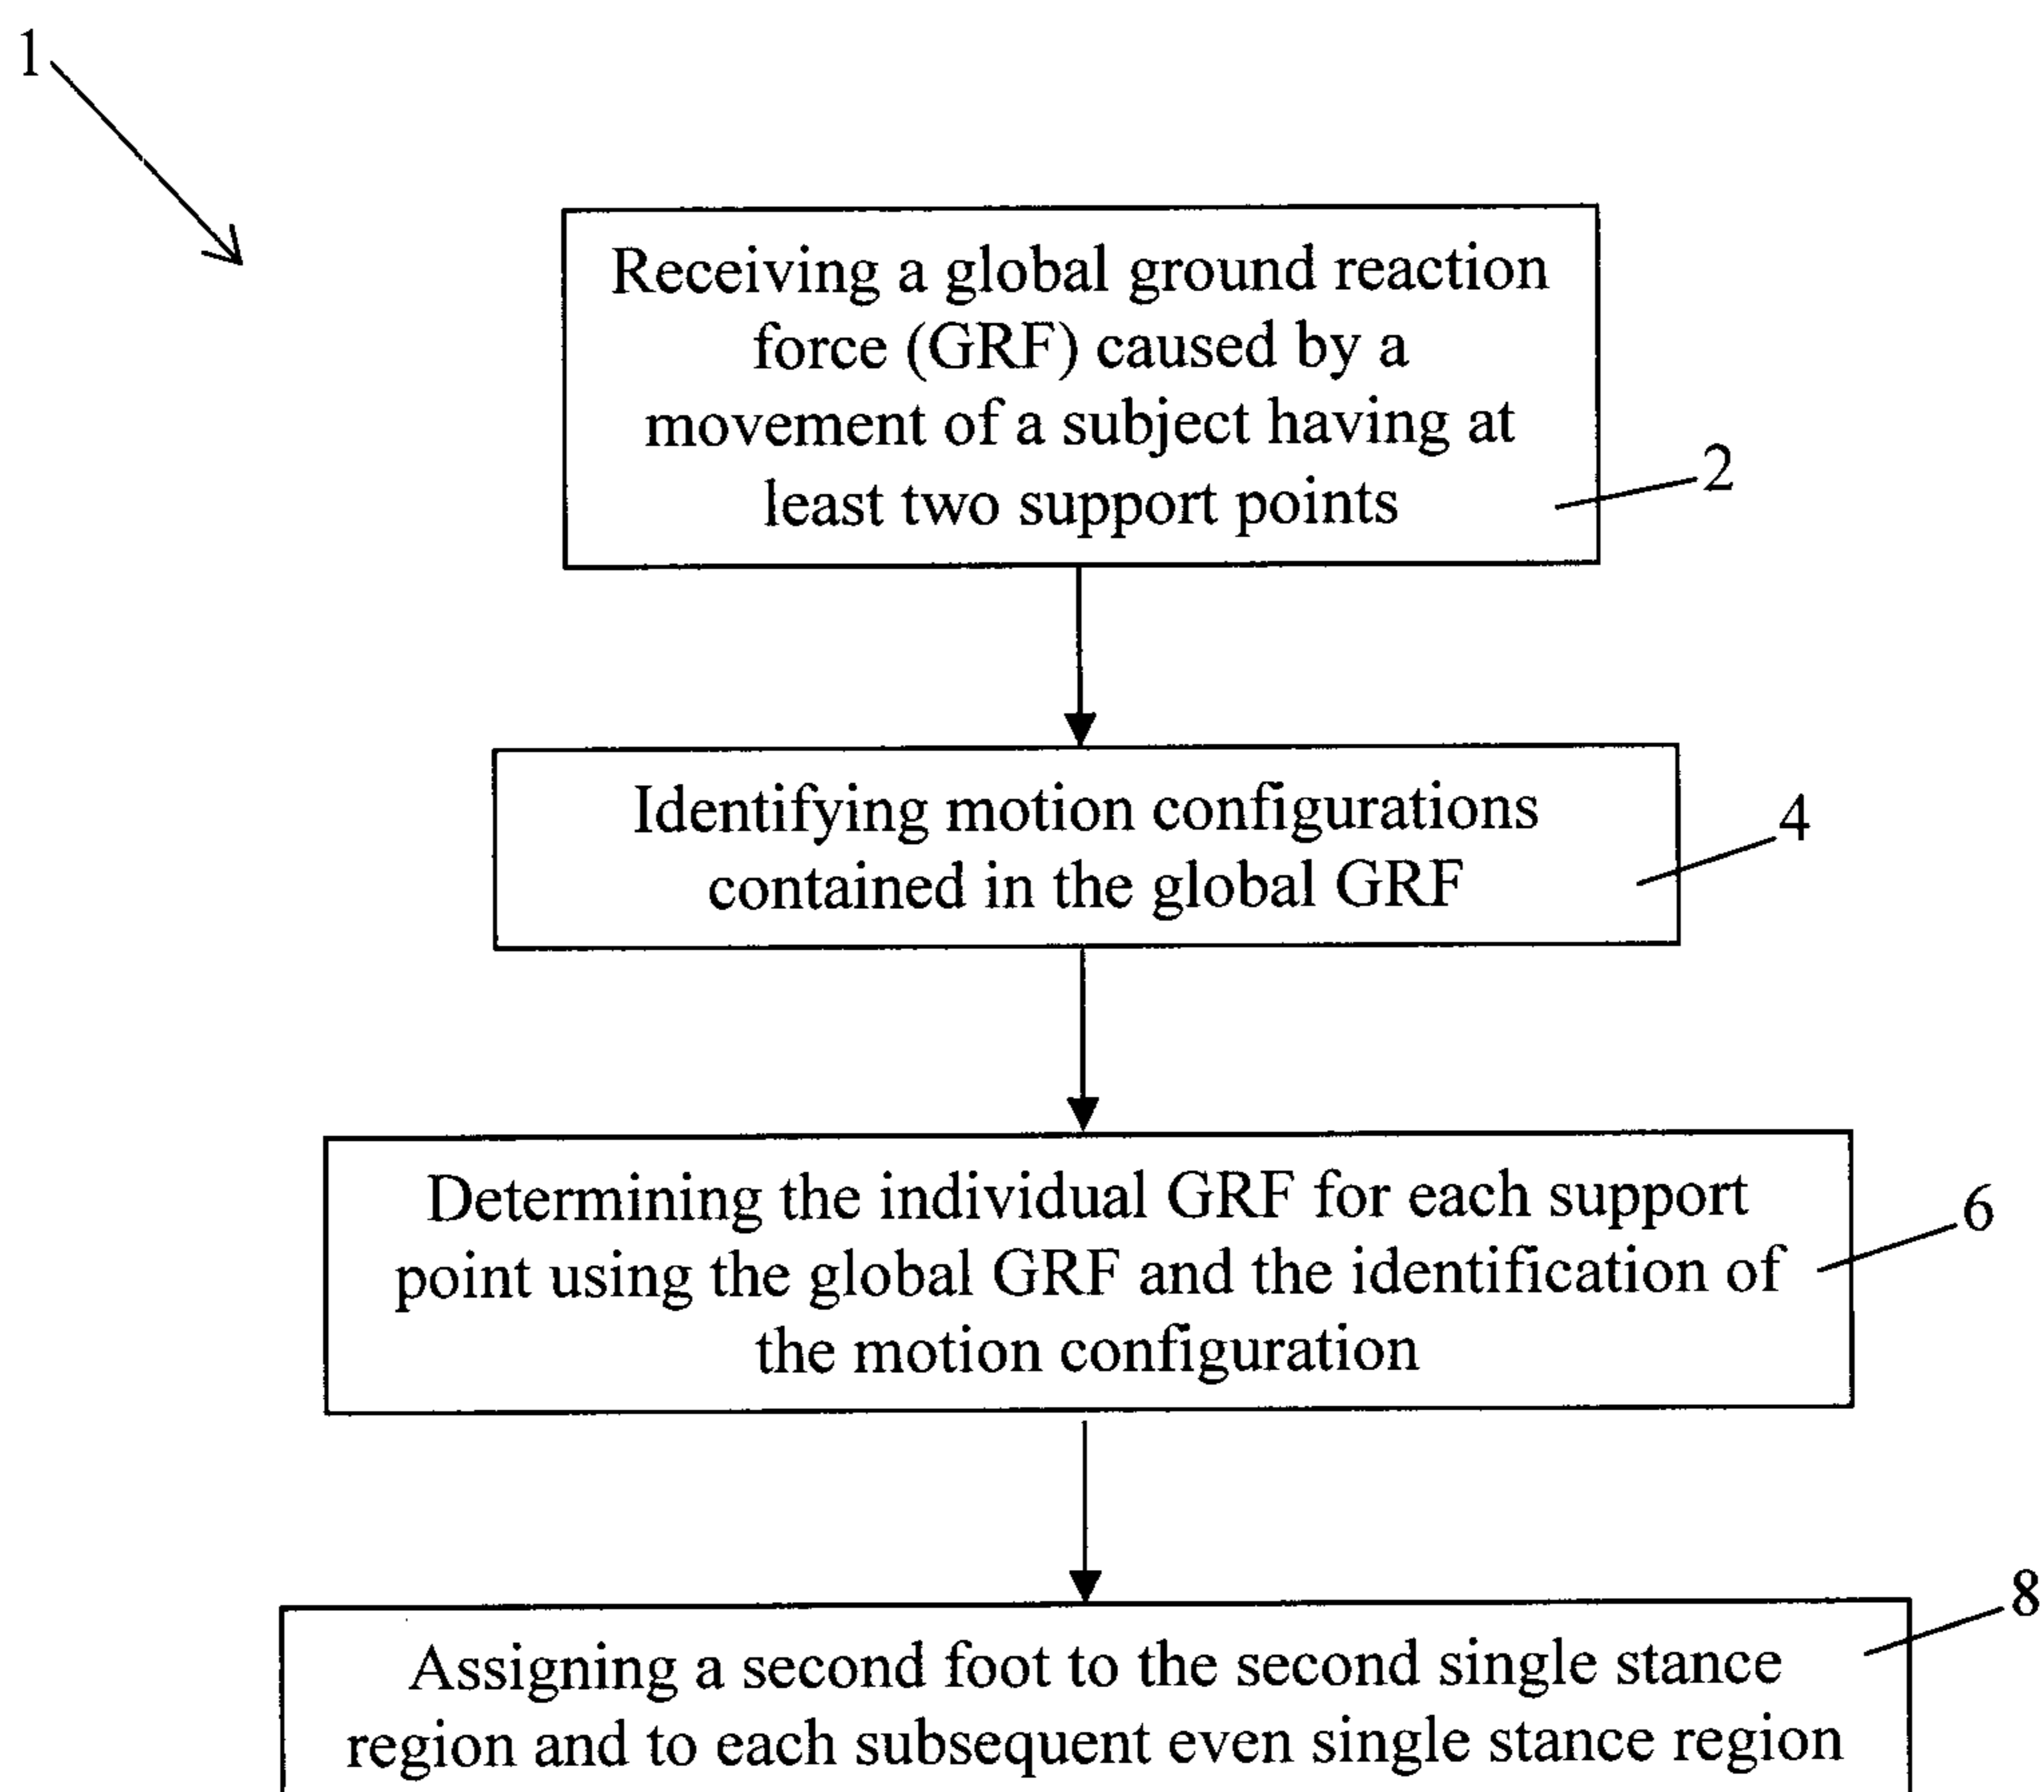 1
Receiving a global ground reaction
force (GRF) caused by a
movement of a subject having at
least two support points
2
Identifying motion configurations
contained in the global GRF
4
Determining the individual GRF for each support
point using the global GRF and the identification of
the motion configuration
6
8
Assigning a second foot to the second single stance
region and to each subsequent even single stance region